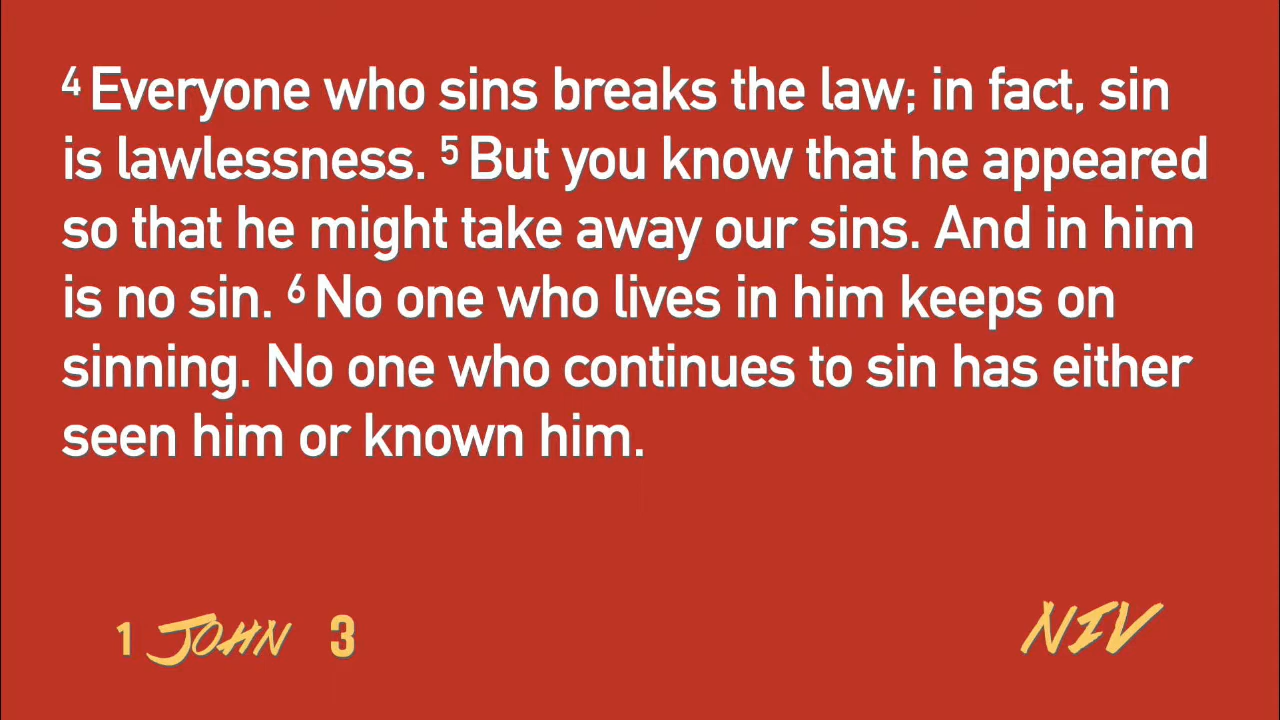 4 Everyone who sins breaks the law; in fact, sin
is lawlessness. 5 But you know that he appeared
so that he might take away our sins. And in him
is no sin. 6 No one who lives in him keeps on
sinning. No one who continues to sin has either
seen him or known him.
1 JOHN 3
NIV